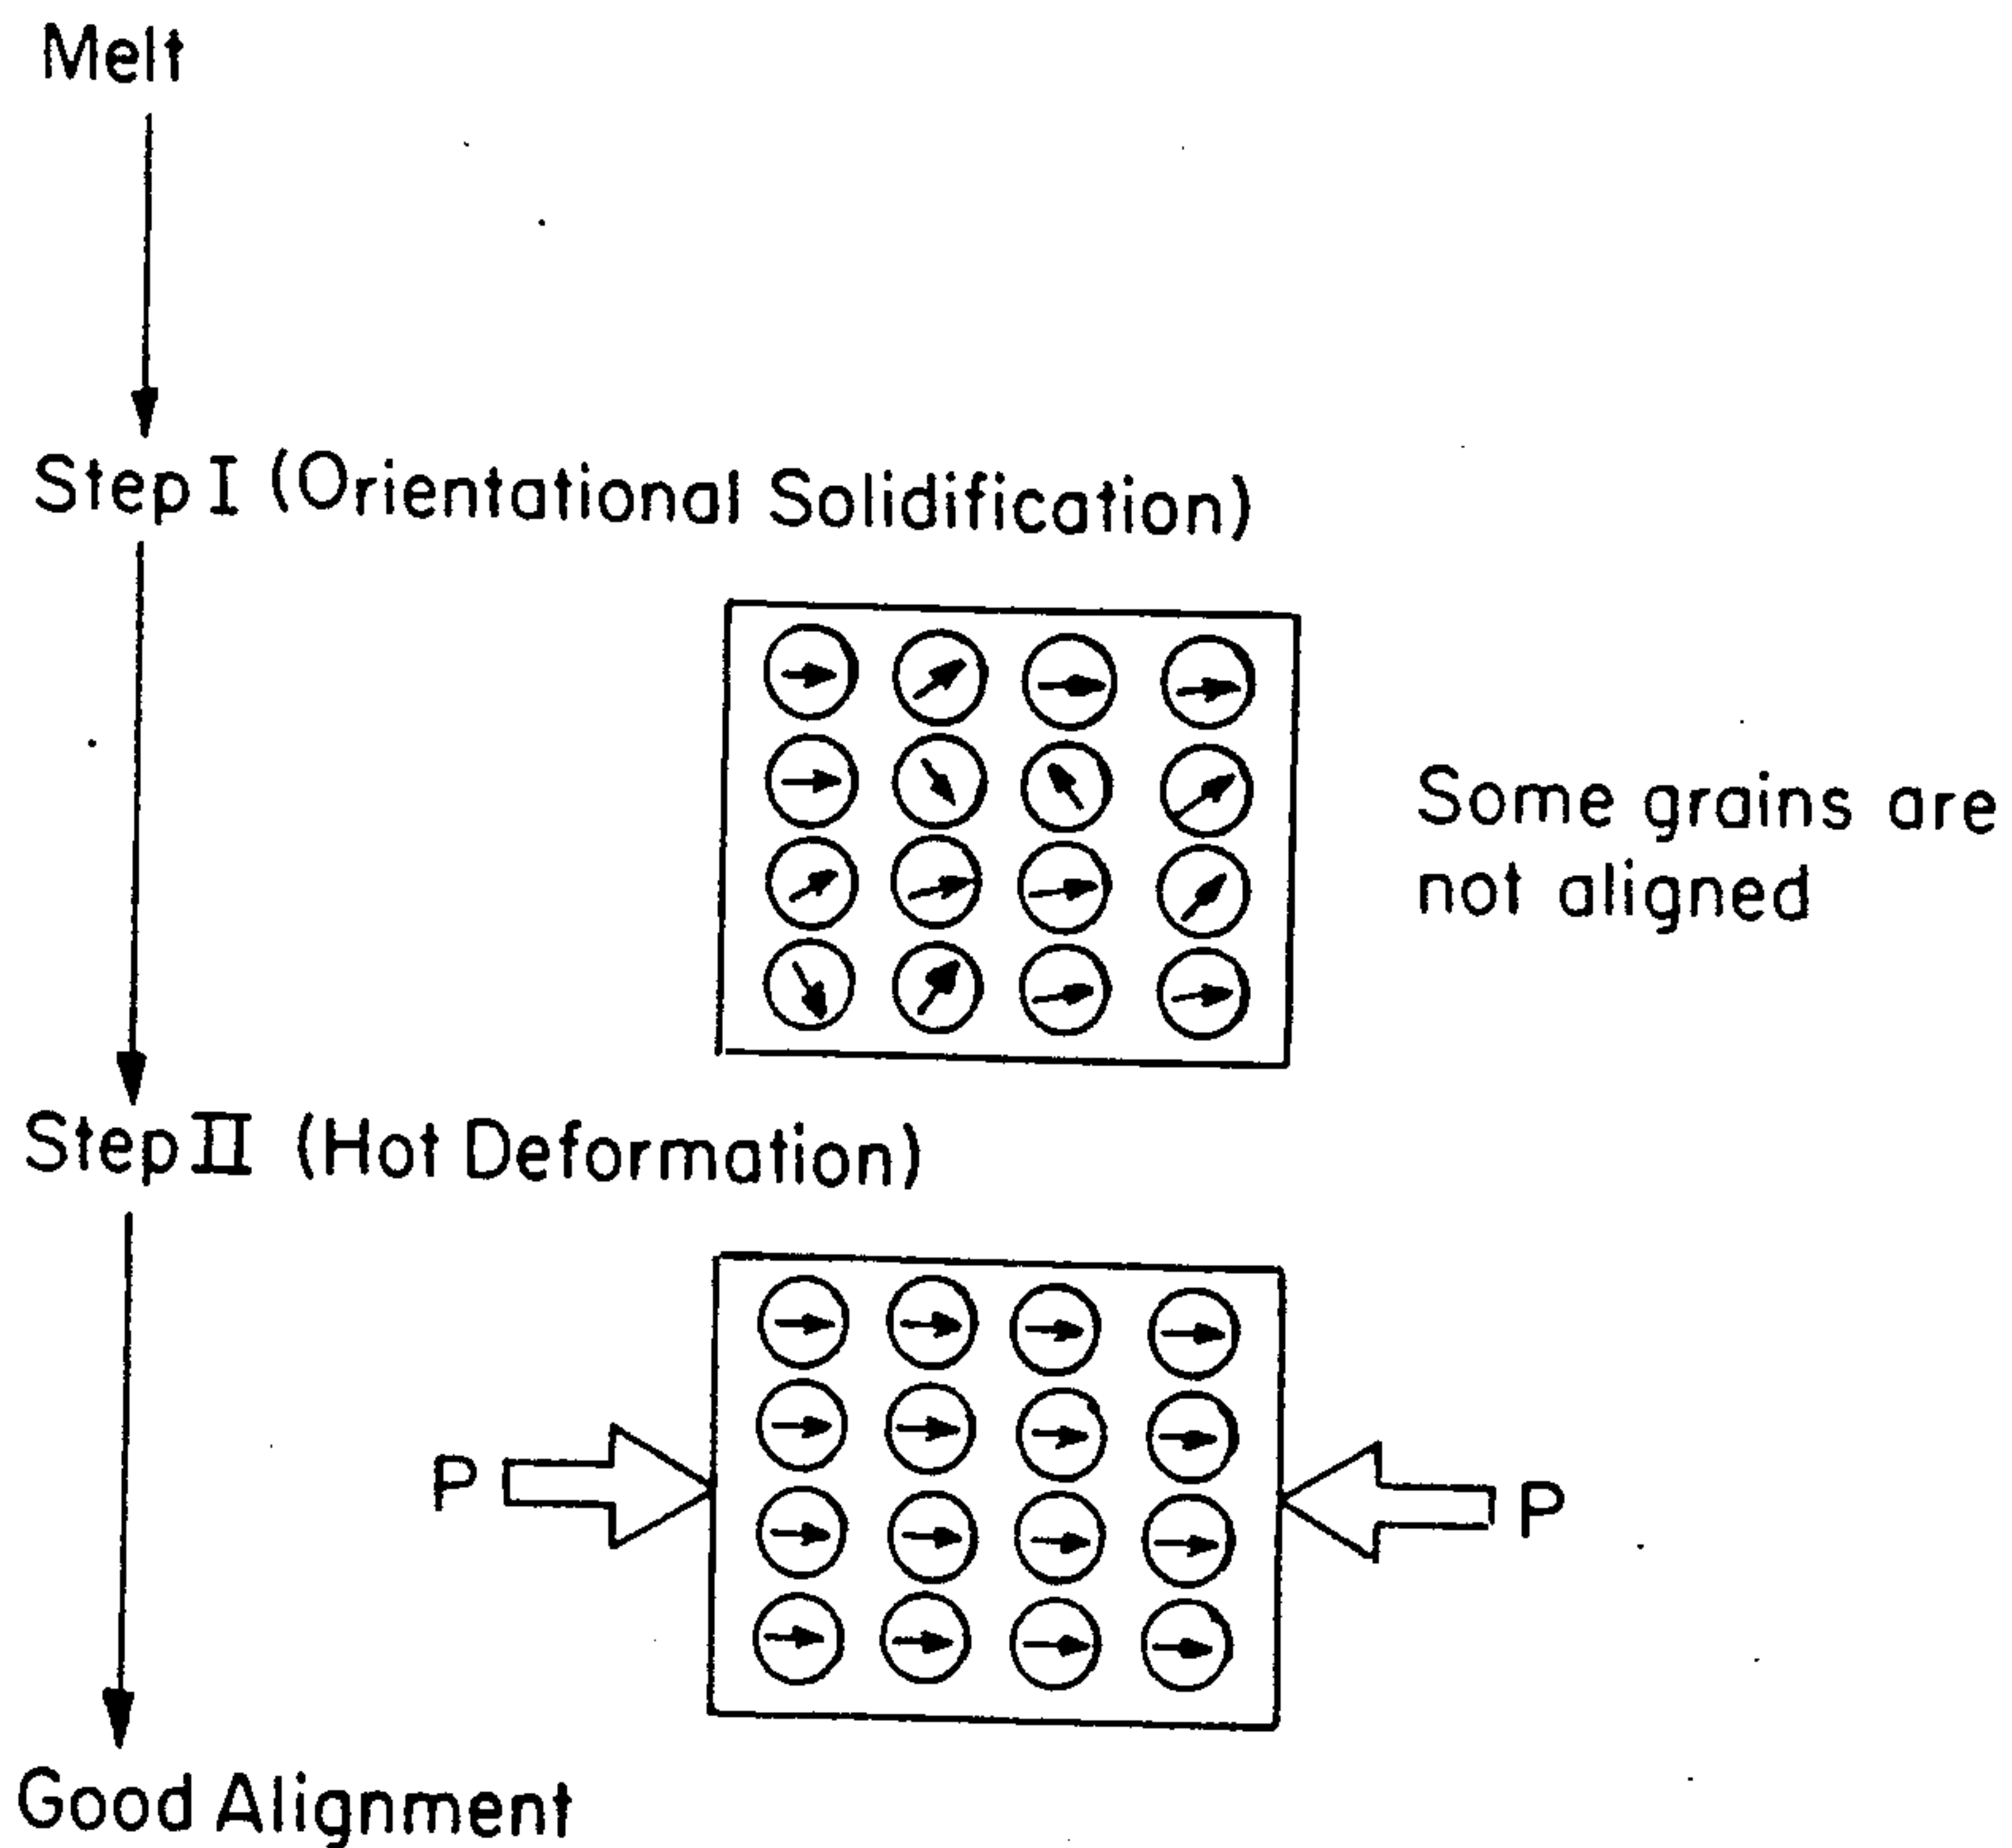 Melt
Step I (Orientational Solidification)
Some grains are
not aligned
Step II (Hot Deformation)
P
P
Good Alignment